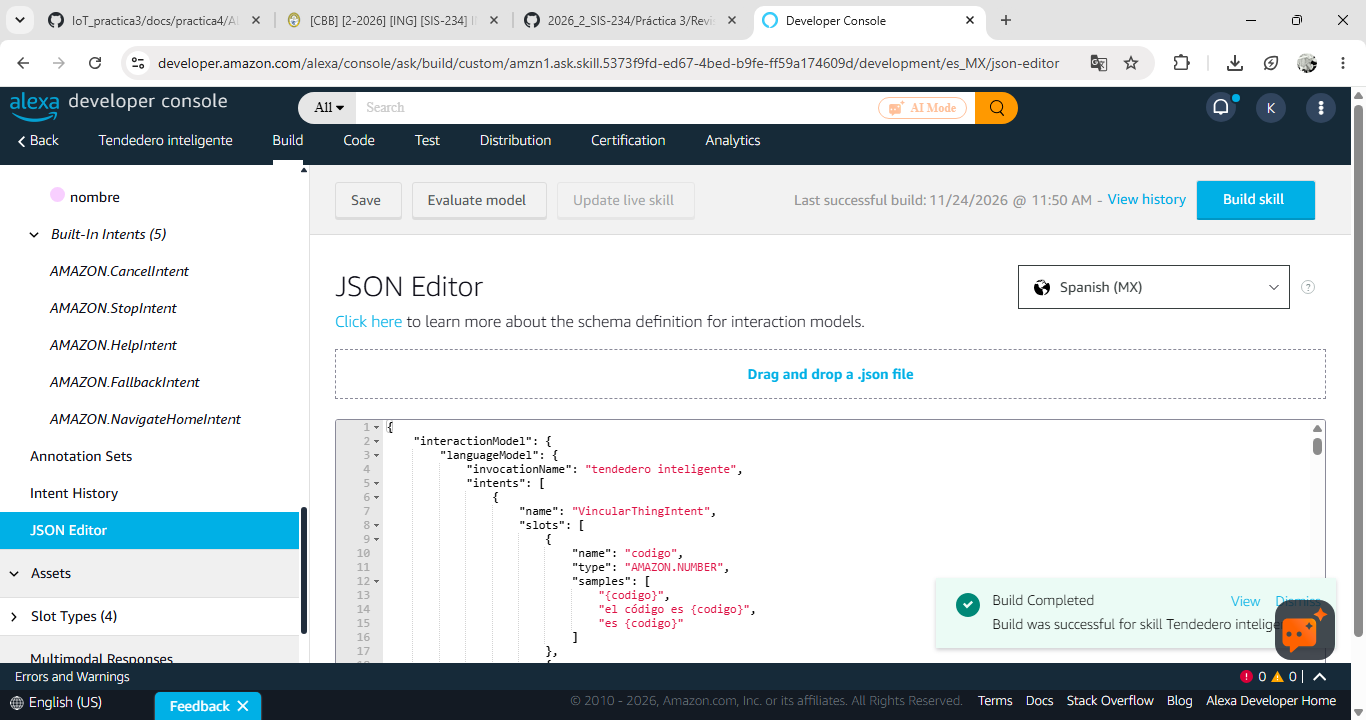 IoT_practica3/docs/practica4/Al
[CBB] [2-2026] [ING] [SIS-234] I
2026_2_SIS-234/Práctica 3/Revis
Developer Console
developer.amazon.com/alexa/console/ask/build/custom/amzn1.ask.skill.5373f9fd-ed67-4bed-b9fe-ff59a174609d/development/es_MX/json-editor
alexa developer console
All
Search
AI Mode
K
Back
Tendedero inteligente
Build
Code
Test
Distribution
Certification
Analytics
nombre
Built-In Intents (5)
AMAZON.CancelIntent
AMAZON.StopIntent
AMAZON.HelpIntent
AMAZON.FallbackIntent
AMAZON.NavigateHomeIntent
Annotation Sets
Intent History
JSON Editor
Assets
Slot Types (4)
Multimodal Responses
Save
Evaluate model
Update live skill
Last successful build: 11/24/2026 @ 11:50 AM - View history
Build skill
JSON Editor
Spanish (MX)
?
Click here to learn more about the schema definition for interaction models.
Drag and drop a .json file
1 {
2 "interactionModel": {
3 "languageModel": {
4 "invocationName": "tendedero inteligente",
5 "intents": [
6 {
7 "name": "VincularThingIntent",
8 "slots": [
9 {
10 "name": "codigo",
11 "type": "AMAZON.NUMBER",
12 "samples": [
13 "{codigo}",
14 "el código es {codigo}",
15 "es {codigo}"
16 ]
17 },
Build Completed
View
Dismiss
Build was successful for skill Tendedero
Errors and Warnings
0
0
English (US)
Feedback
© 2010 - 2026, Amazon.com, Inc. or its affiliates. All Rights Reserved.
Terms
Docs
Stack Overflow
Blog
Alexa Developer Home